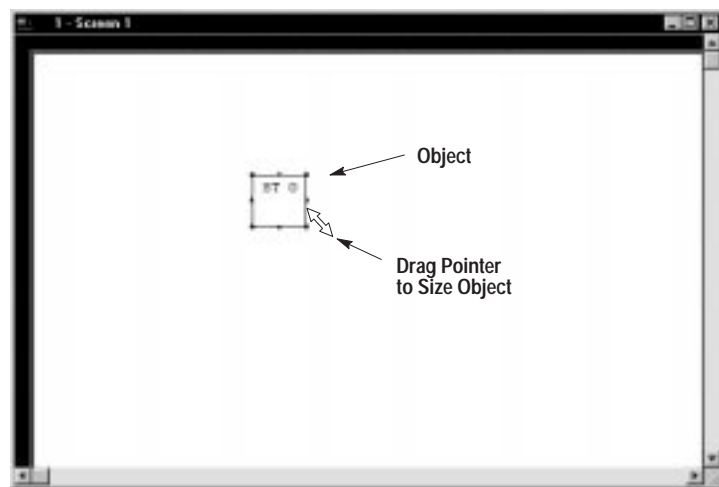 1 - Screen 1
Object
ST 0
Drag Pointer
to Size Object